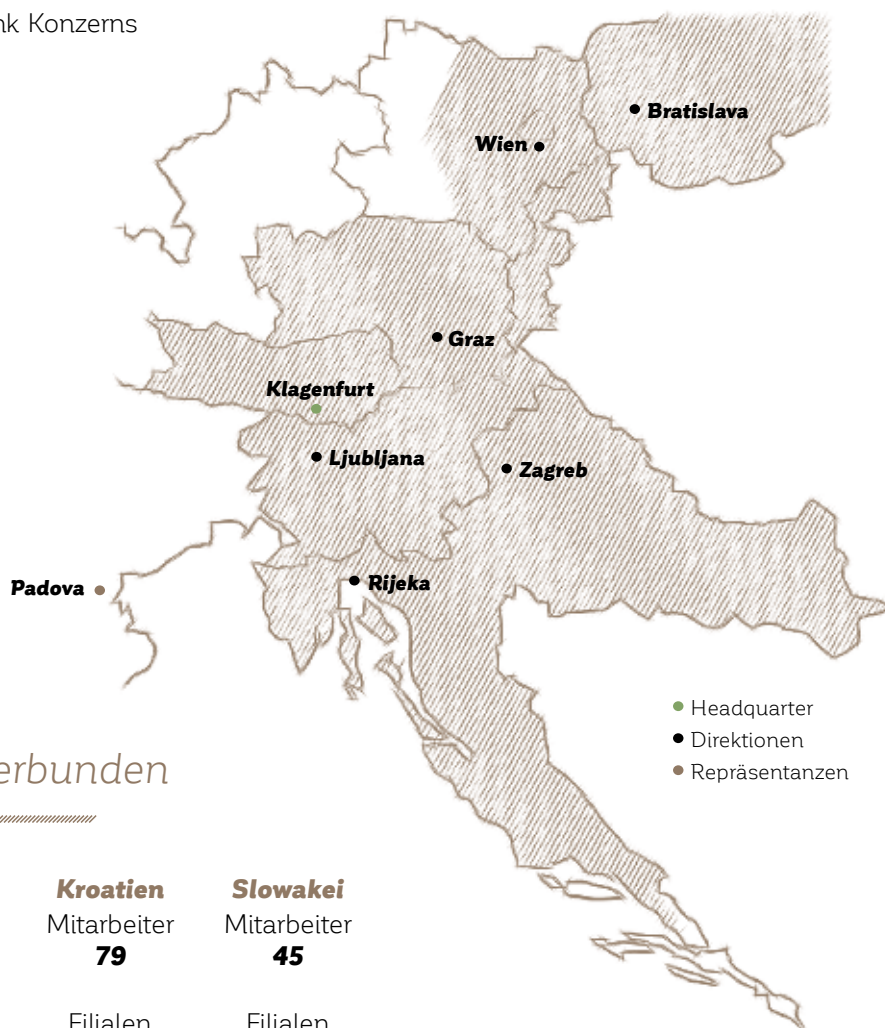 nk Konzerns
Bratislava
Wien
Graz
Klagenfurt
Ljubljana
Zagreb
Padova
Rijeka
Headquarter
Direktionen
Repräsentanzen
erbunden
Kroatien Slowakei
Mitarbeiter Mitarbeiter
79 45
Filialen Filialen